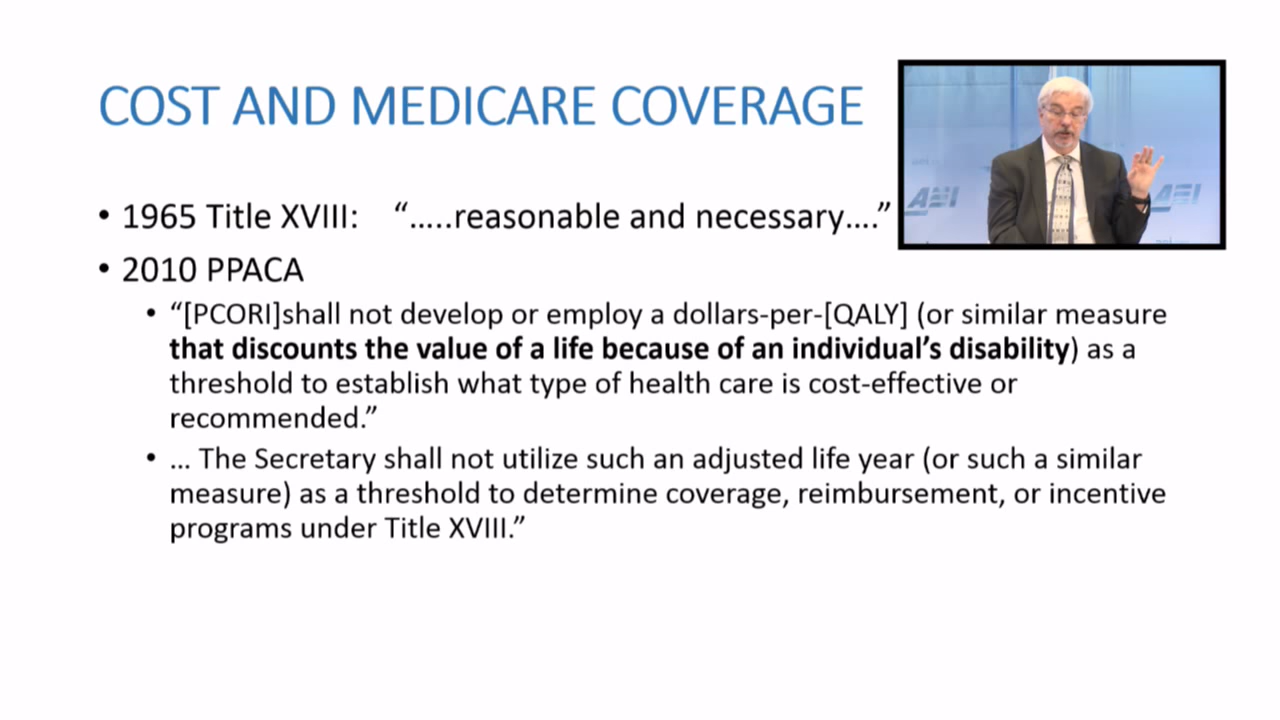 COST AND MEDICARE COVERAGE
• 1965 Title XVIII: “…..reasonable and necessary….”
• 2010 PPACA
• “[PCORI]shall not develop or employ a dollars-per-[QALY] (or similar measure
that discounts the value of a life because of an individual’s disability) as a
threshold to establish what type of health care is cost-effective or
recommended.”
• … The Secretary shall not utilize such an adjusted life year (or such a similar
measure) as a threshold to determine coverage, reimbursement, or incentive
programs under Title XVIII.”
AEI
AEI